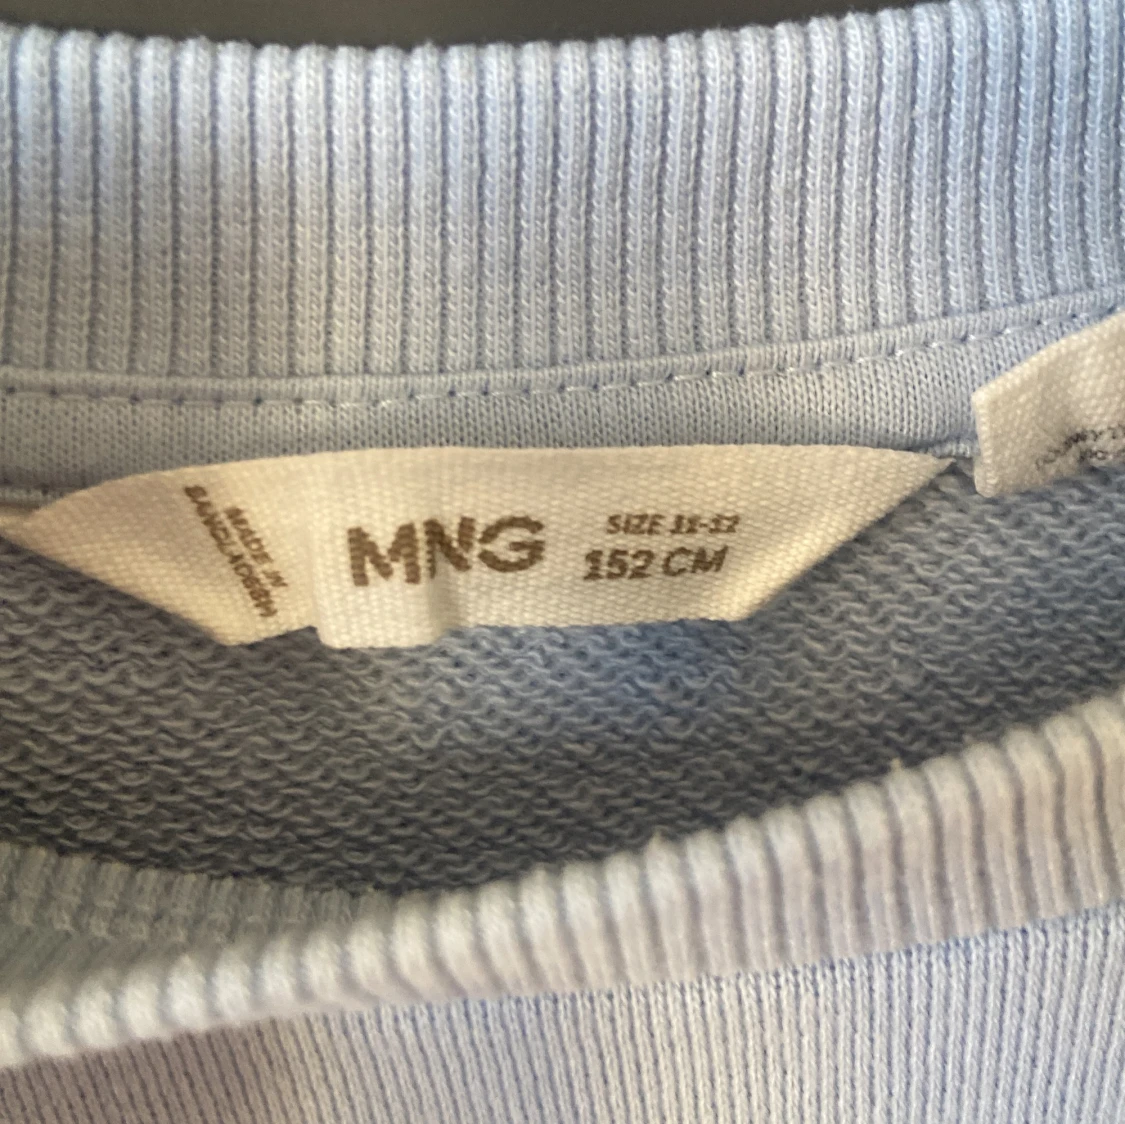 MADE IN
BANGLADESH
MNG
SIZE 11-12
152 CM